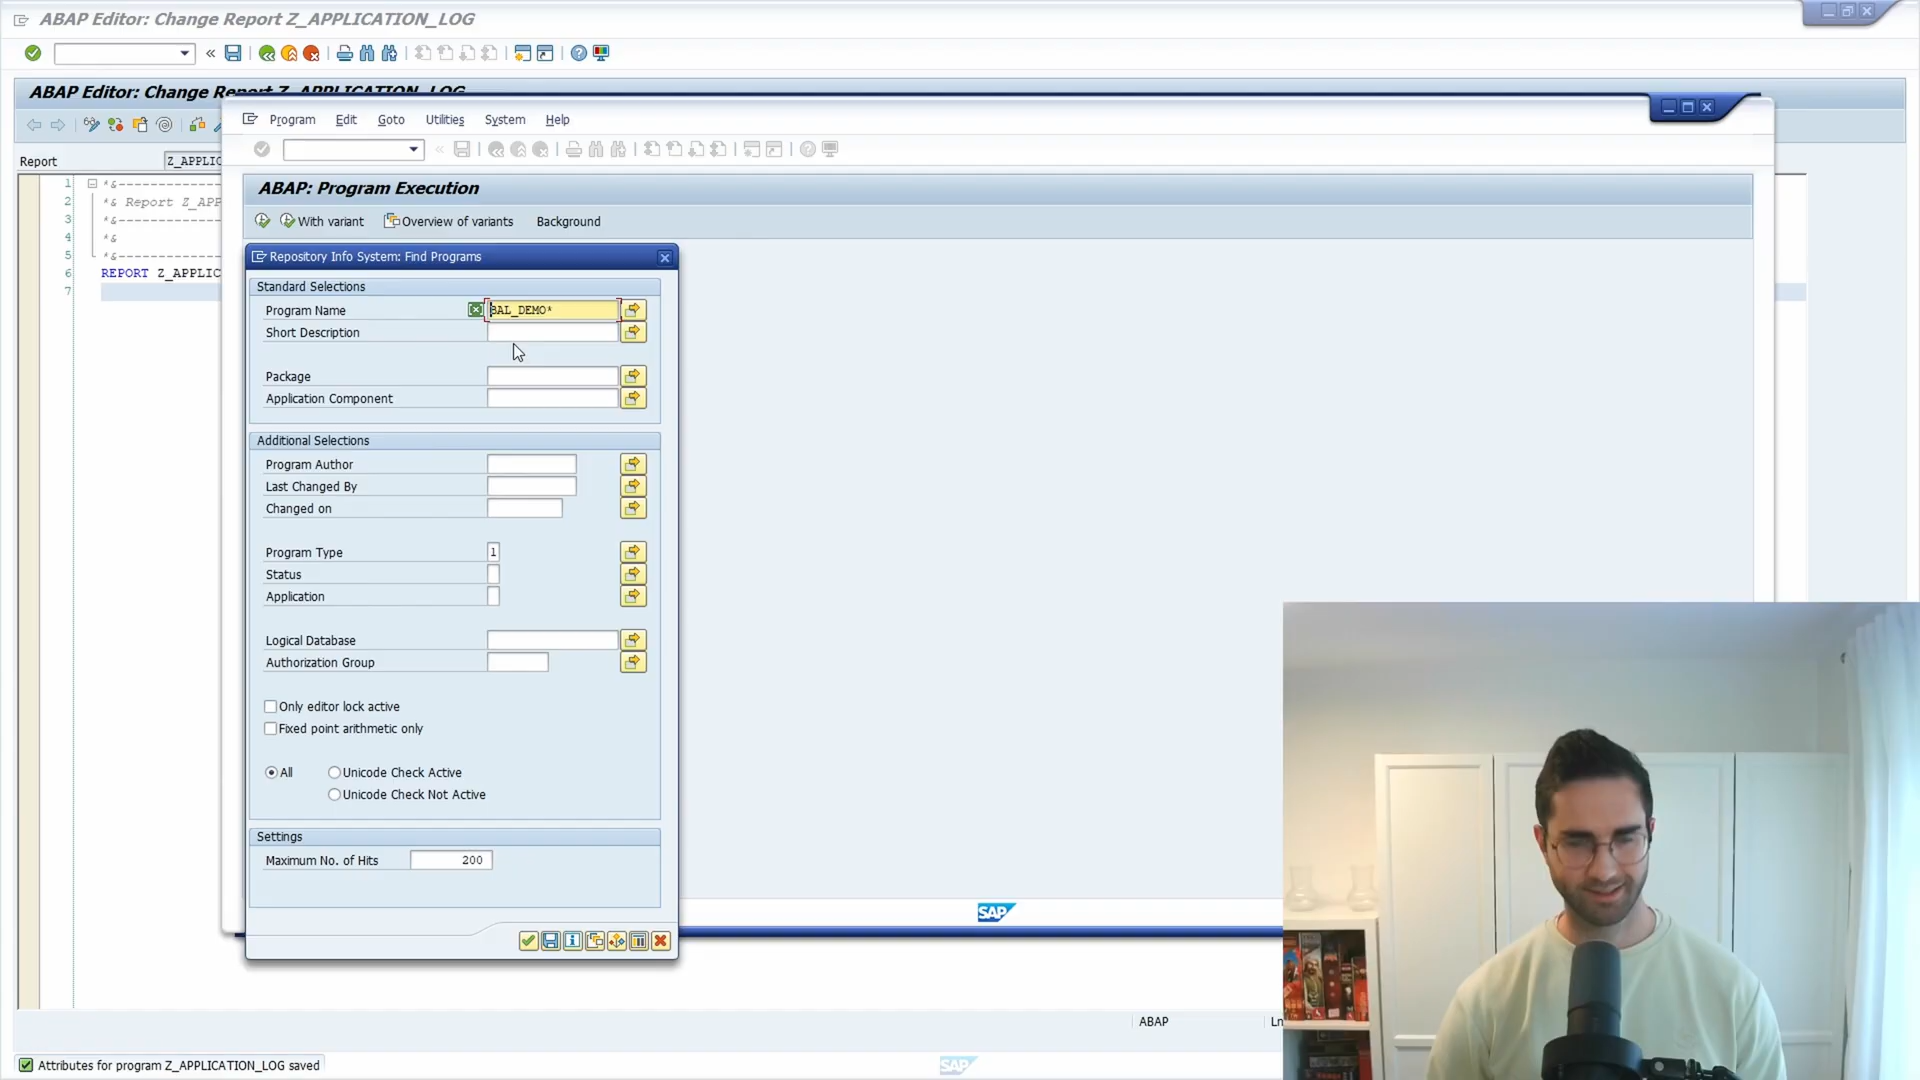 ABAP Editor: Change Report Z_APPLICATION_LOG
ABAP Editor: Change Report Z_APPLICATION_LOG
Report
Z_APPLIC
1 *&---------------
2 *& Report Z_APP
3 *&---------------
4 *&
5 *&---------------
6 REPORT Z_APPLIC
7
Program Edit Goto Utilities System Help
ABAP: Program Execution
With variant Overview of variants Background
Repository Info System: Find Programs
Standard Selections
Program Name BAL_DEMO*
Short Description
Package
Application Component
Additional Selections
Program Author
Last Changed By
Changed on
Program Type 1
Status
Application
Logical Database
Authorization Group
Only editor lock active
Fixed point arithmetic only
All Unicode Check Active
Unicode Check Not Active
Settings
Maximum No. of Hits 200
SAP
ABAP Ln
Attributes for program Z_APPLICATION_LOG saved
SAP